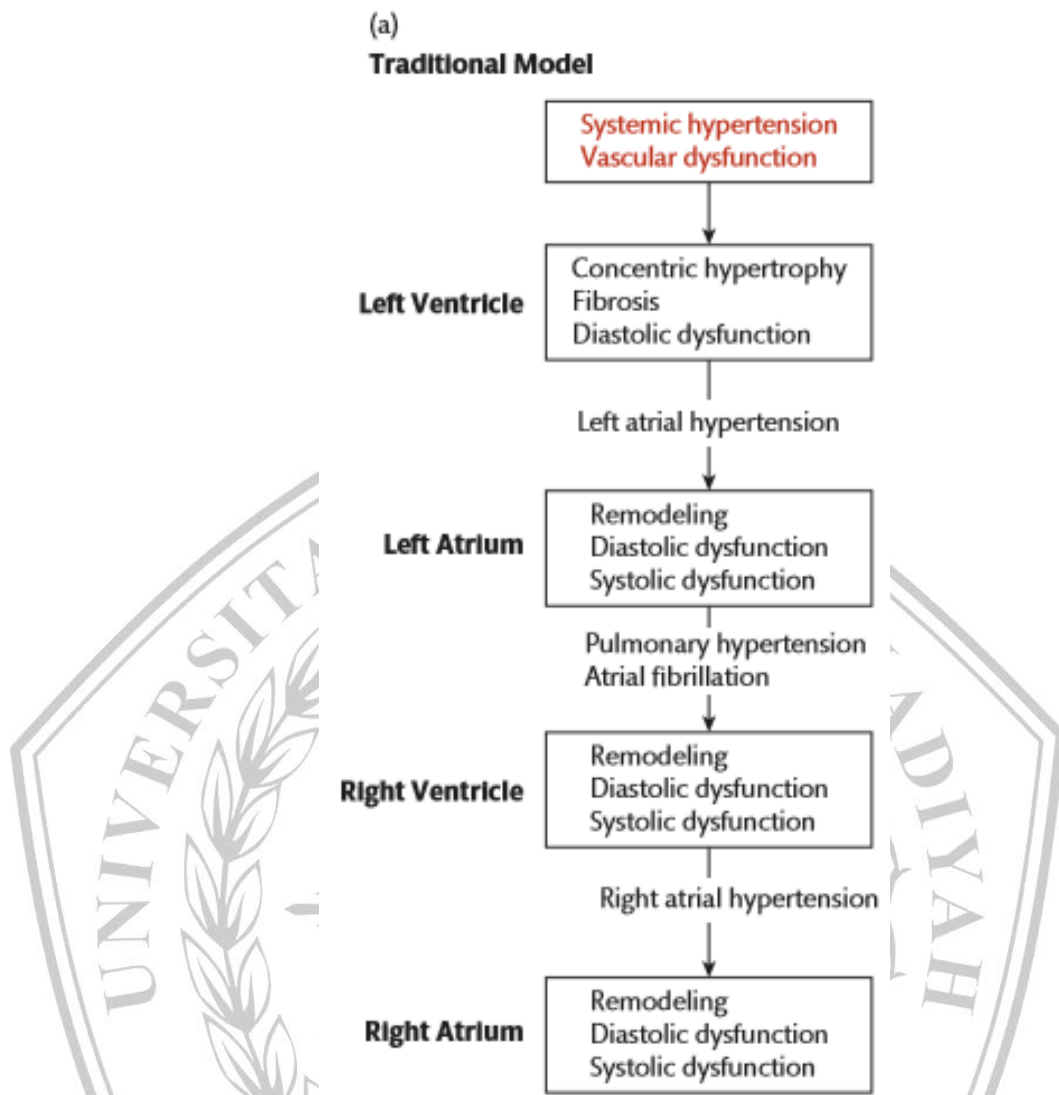 (a)
Traditional Model
Systemic hypertension
Vascular dysfunction
Left Ventricle
Concentric hypertrophy
Fibrosis
Diastolic dysfunction
Left atrial hypertension
Left Atrium
Remodeling
Diastolic dysfunction
Systolic dysfunction
Pulmonary hypertension
Atrial fibrillation
Right Ventricle
Remodeling
Diastolic dysfunction
Systolic dysfunction
Right atrial hypertension
Right Atrium
Remodeling
Diastolic dysfunction
Systolic dysfunction
UNIVERSITA
ADIYAH